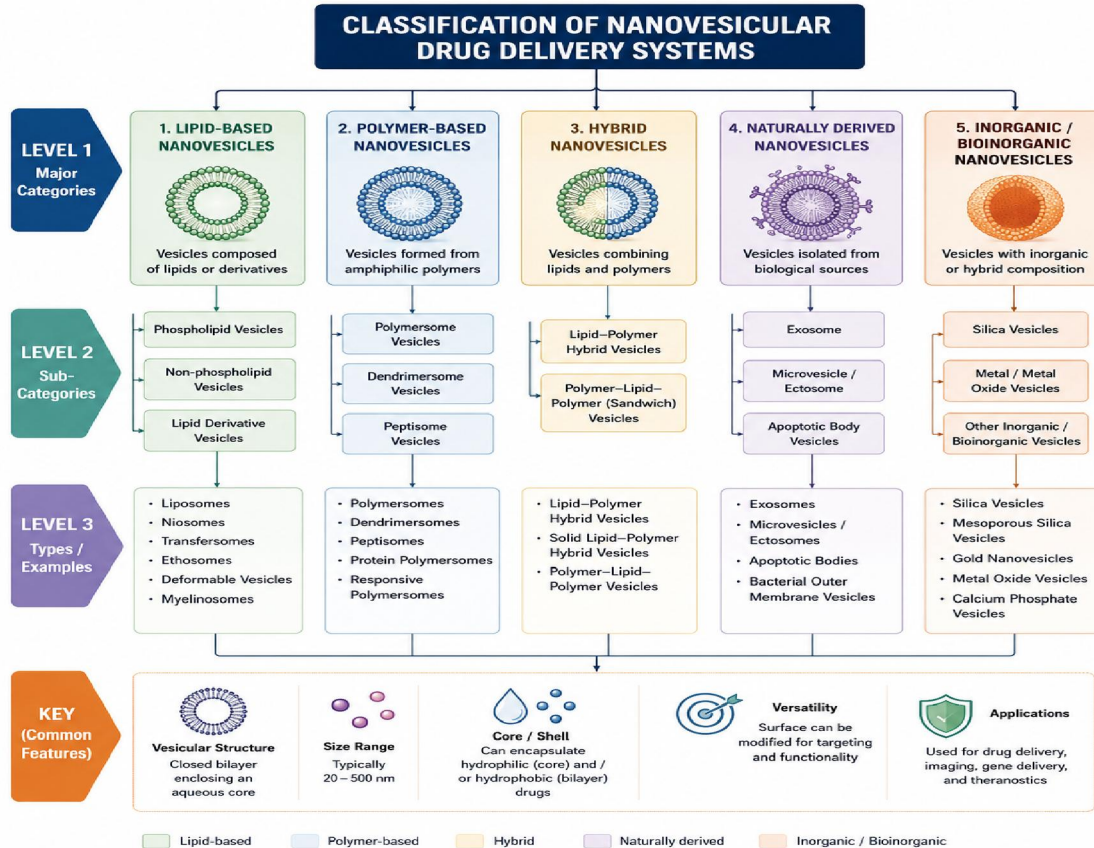 CLASSIFICATION OF NANOVESICULAR
DRUG DELIVERY SYSTEMS
LEVEL 1
Major
Categories
1. LIPID-BASED
NANOVESICLES
Vesicles composed
of lipids or derivatives
2. POLYMER-BASED
NANOVESICLES
Vesicles formed from
amphiphilic polymers
3. HYBRID
NANOVESICLES
Vesicles combining
lipids and polymers
4. NATURALLY DERIVED
NANOVESICLES
Vesicles isolated from
biological sources
5. INORGANIC /
BIOINORGANIC
NANOVESICLES
Vesicles with inorganic
or hybrid composition
LEVEL 2
Sub-
Categories
Phospholipid Vesicles
Non-phospholipid
Vesicles
Lipid Derivative
Vesicles
Polymersome
Vesicles
Dendrimersome
Vesicles
Peptisome
Vesicles
Lipid–Polymer
Hybrid Vesicles
Polymer–Lipid–
Polymer (Sandwich)
Vesicles
Exosome
Microvesicle /
Ectosome
Apoptotic Body
Vesicles
Silica Vesicles
Metal / Metal
Oxide Vesicles
Other Inorganic /
Bioinorganic Vesicles
LEVEL 3
Types /
Examples
• Liposomes
• Niosomes
• Transfersomes
• Ethosomes
• Deformable Vesicles
• Myelinosomes
• Polymersomes
• Dendrimersomes
• Peptisomes
• Protein Polymersomes
• Responsive
Polymersomes
• Lipid–Polymer
Hybrid Vesicles
• Solid Lipid–Polymer
Hybrid Vesicles
• Polymer–Lipid–
Polymer Vesicles
• Exosomes
• Microvesicles /
Ectosomes
• Apoptotic Bodies
• Bacterial Outer
Membrane Vesicles
• Silica Vesicles
• Mesoporous Silica
Vesicles
• Gold Nanovesicles
• Metal Oxide Vesicles
• Calcium Phosphate
Vesicles
KEY
(Common
Features)
Vesicular Structure
Closed bilayer
enclosing an
aqueous core
Size Range
Typically
20 – 500 nm
Core / Shell
Can encapsulate
hydrophilic (core) and /
or hydrophobic (bilayer)
drugs
Versatility
Surface can be
modified for targeting
and functionality
Applications
Used for drug delivery,
imaging, gene delivery,
and theranostics
Lipid-based
Polymer-based
Hybrid
Naturally derived
Inorganic / Bioinorganic